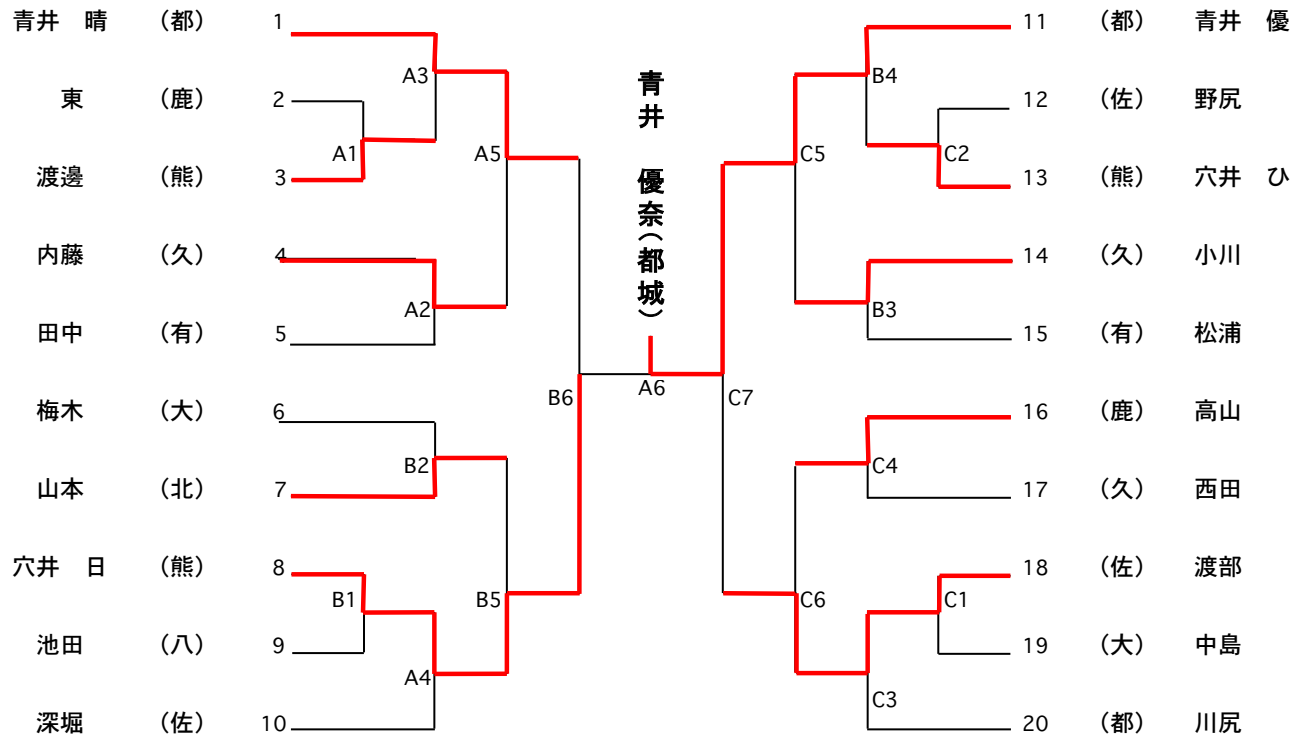 青井　晴 （都） 1
東 （鹿） 2
渡邊 （熊） 3
内藤 （久） 4
田中 （有） 5
梅木 （大） 6
山本 （北） 7
穴井　日 （熊） 8
池田 （八） 9
深堀 （佐） 10
A3
A1
A5
A2
B6
B2
B1
B5
A4
青井　優奈（都城）
A6
B4
C5
C2
B3
C7
C4
C6
C1
C3
11 （都） 青井　優
12 （佐） 野尻
13 （熊） 穴井　ひ
14 （久） 小川
15 （有） 松浦
16 （鹿） 高山
17 （久） 西田
18 （佐） 渡部
19 （大） 中島
20 （都） 川尻